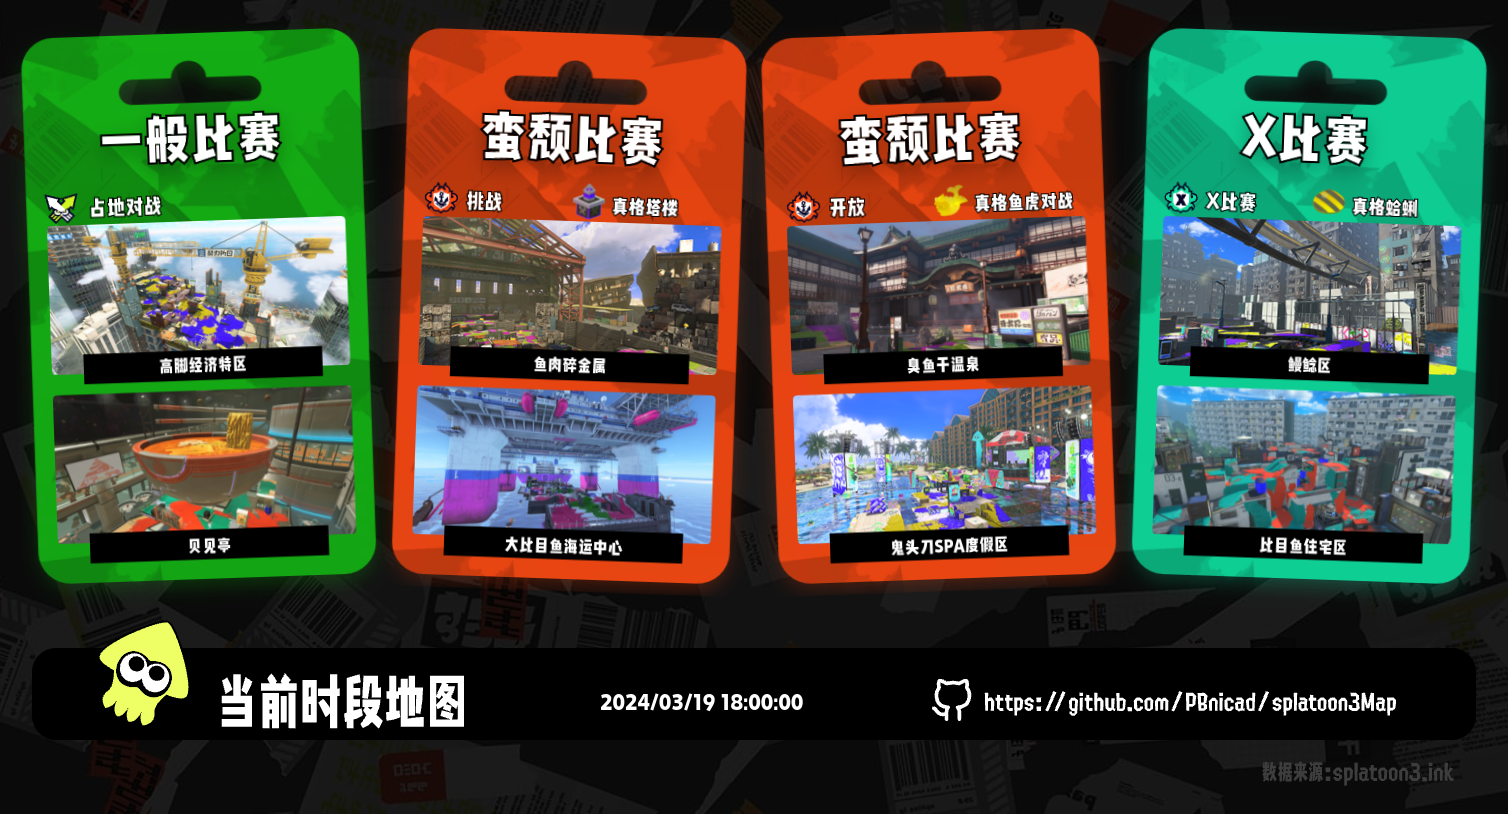 一般比赛
占地对战
高脚经济特区
贝见亭
蛮颓比赛
挑战
真格塔楼
鱼肉碎金属
大比目鱼海运中心
蛮颓比赛
开放
真格鱼虎对战
臭鱼干温泉
鬼头刀SPA度假区
X比赛
X比赛
真格蛤蜊
鳗鲶区
比目鱼住宅区
当前时段地图
2024/03/19 18:00:00
https://github.com/PBnicad/splatoon3Map
数据来源:splatoon3.ink